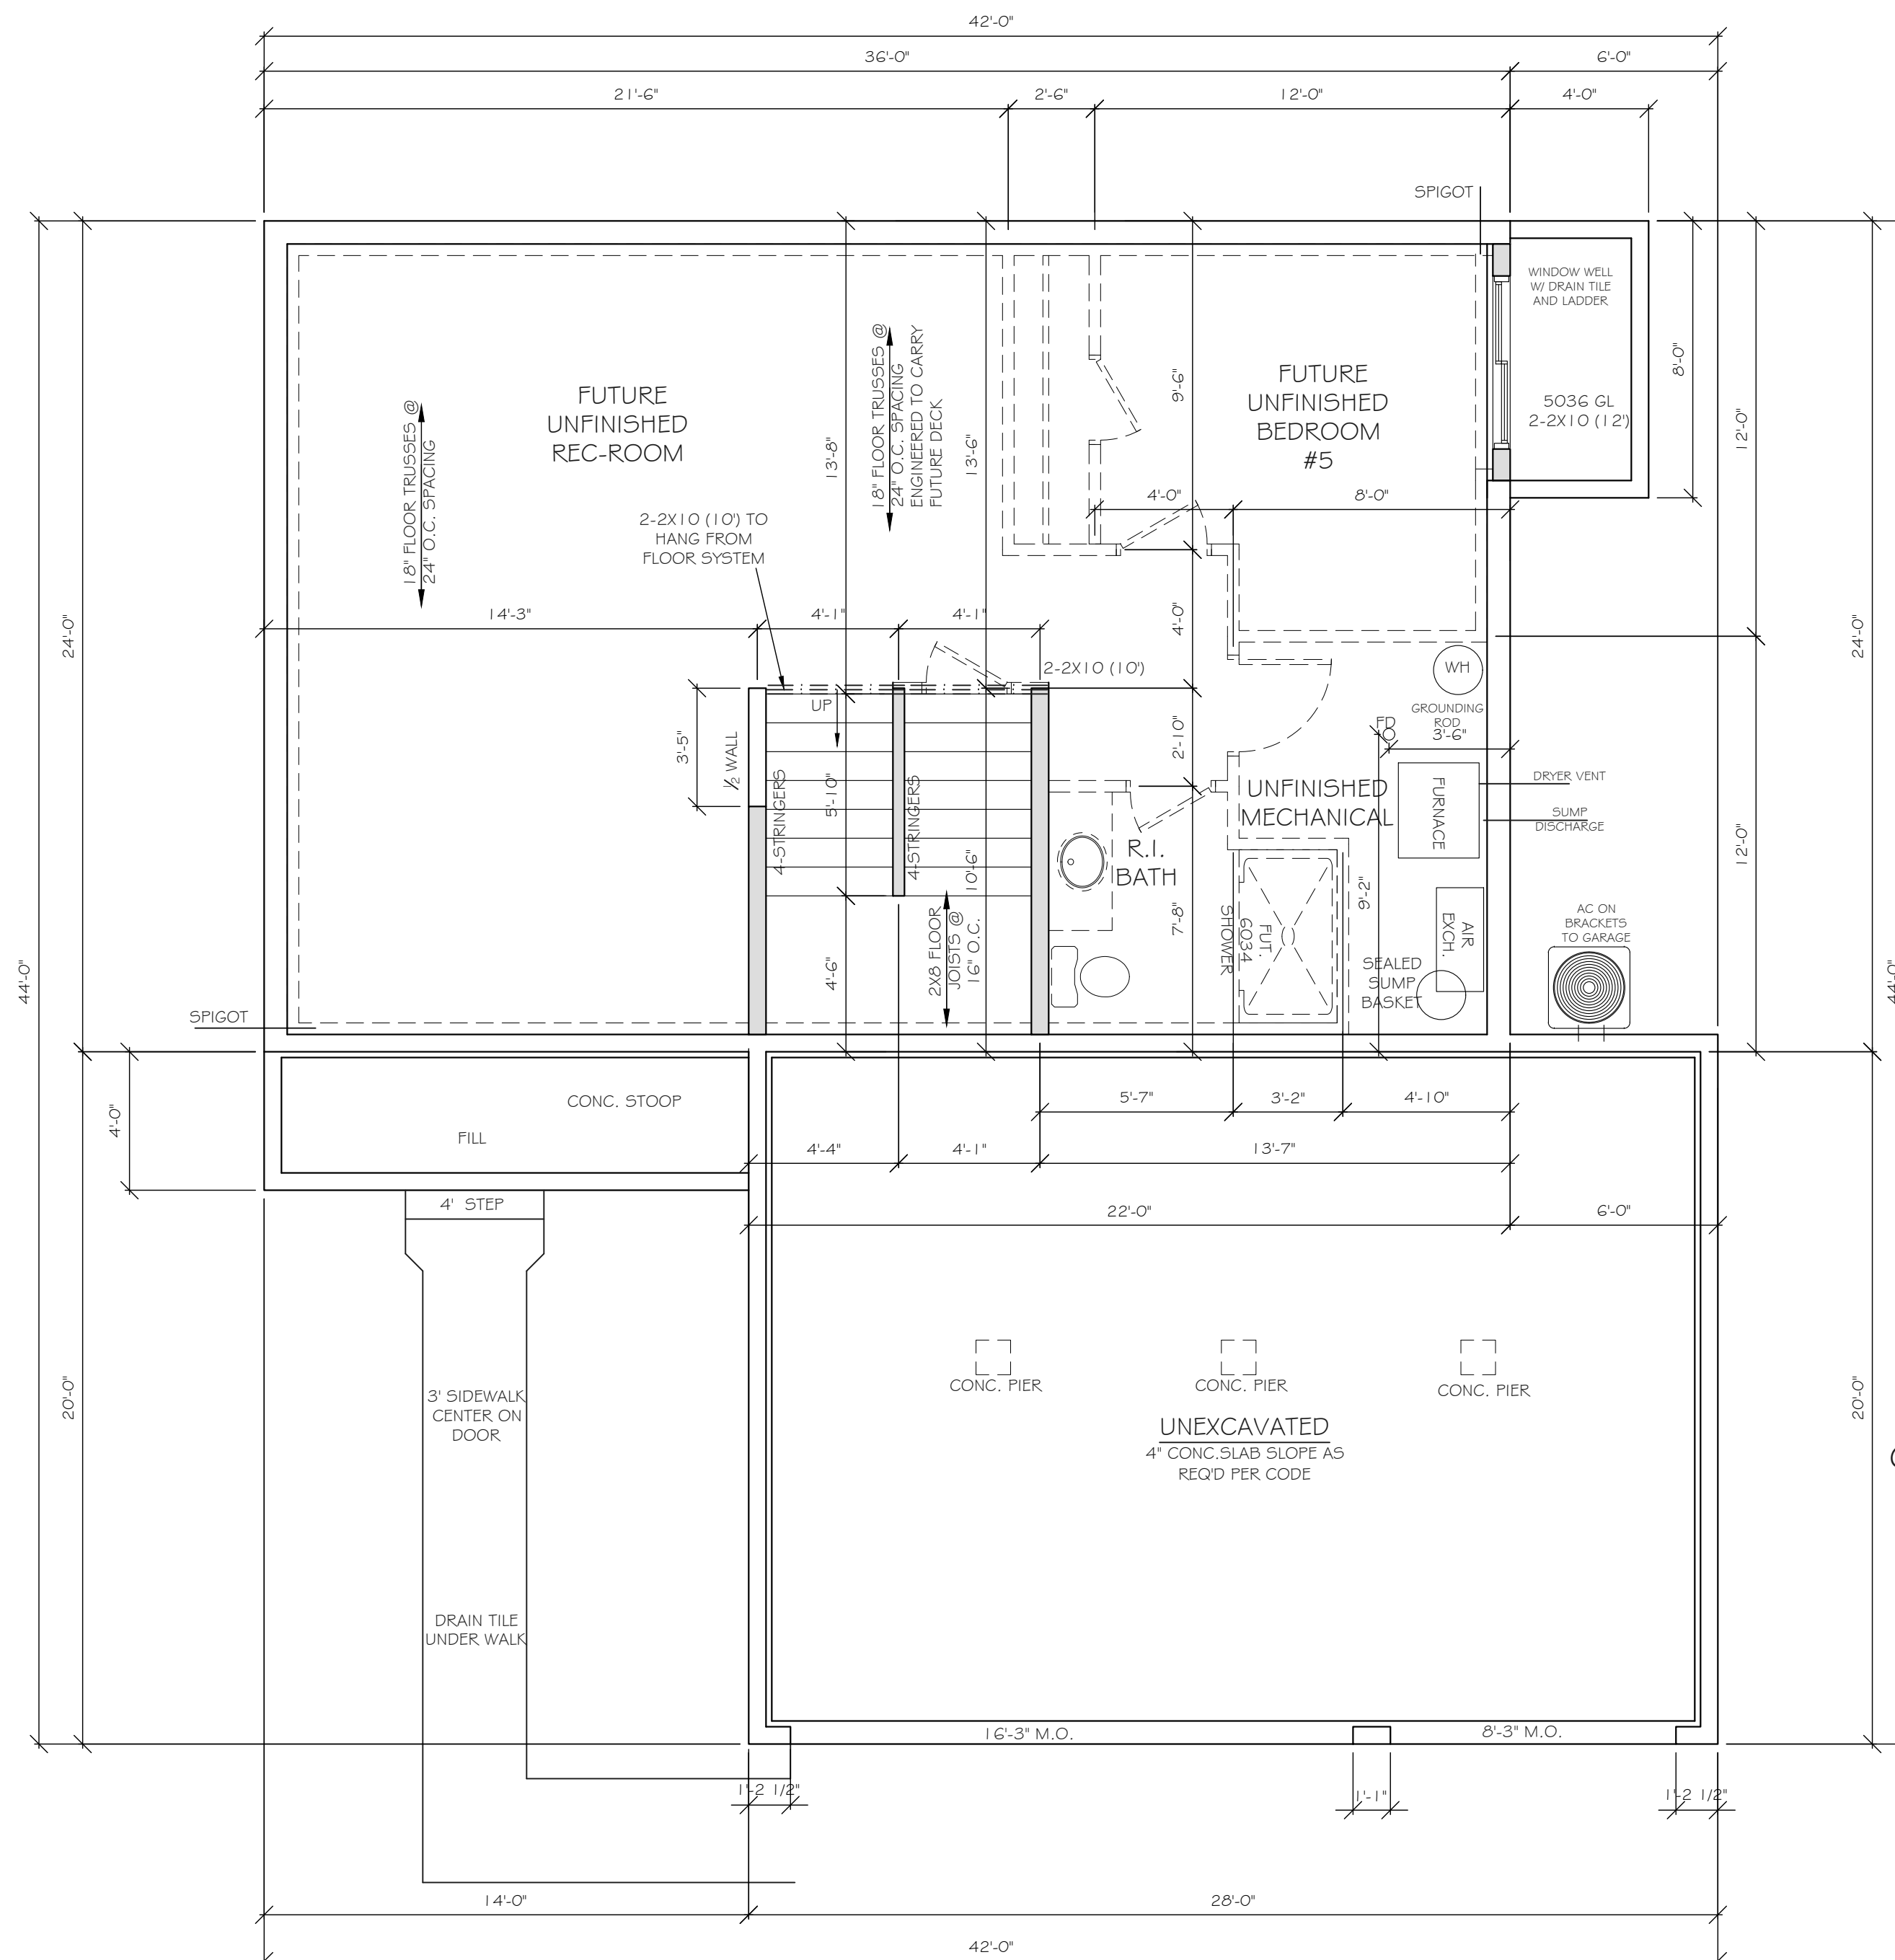 42'-0"
36'-0"
6'-0"
21'-6"
2'-6"
12'-0"
4'-0"
SPIGOT
WINDOW WELL
W/ DRAIN TILE
AND LADDER
5036 GL
2-2X10 (12')
8'-0"
12'-0"
24'-0"
44'-0"
24'-0"
44'-0"
FUTURE
UNFINISHED
REC-ROOM
18" FLOOR TRUSSES @
24" O.C. SPACING
13'-8"
18" FLOOR TRUSSES @
24" O.C. SPACING
ENGINEERED TO CARRY
FUTURE DECK
13'-6"
9'-6"
FUTURE
UNFINISHED
BEDROOM
#5
4'-0"
8'-0"
2-2X10 (10') TO
HANG FROM
FLOOR SYSTEM
14'-3"
4'-1"
4'-1"
4'-0"
2-2X10 (10')
WH
GROUNDING
ROD
3'-6"
FD
UP
3'-5"
½ WALL
4-STRINGERS
5'-10"
4-STRINGERS
2'-10"
UNFINISHED
MECHANICAL
FURNACE
DRYER VENT
SUMP
DISCHARGE
12'-0"
R.I.
BATH
10'-6"
7'-8"
9'-2"
FUT.
6034
SHOWER
AIR
EXCH.
SEALED
SUMP
BASKET
AC ON
BRACKETS
TO GARAGE
4'-6"
2X8 FLOOR
JOISTS @
16" O.C.
SPIGOT
4'-0"
CONC. STOOP
FILL
4' STEP
5'-7"
3'-2"
4'-10"
4'-4"
4'-1"
13'-7"
22'-0"
6'-0"
20'-0"
20'-0"
CONC. PIER
CONC. PIER
CONC. PIER
3' SIDEWALK
CENTER ON
DOOR
UNEXCAVATED
4" CONC.SLAB SLOPE AS
REQ'D PER CODE
DRAIN TILE
UNDER WALK
16'-3" M.O.
8'-3" M.O.
1'-2 1/2"
1'-1"
1'-2 1/2"
14'-0"
28'-0"
42'-0"